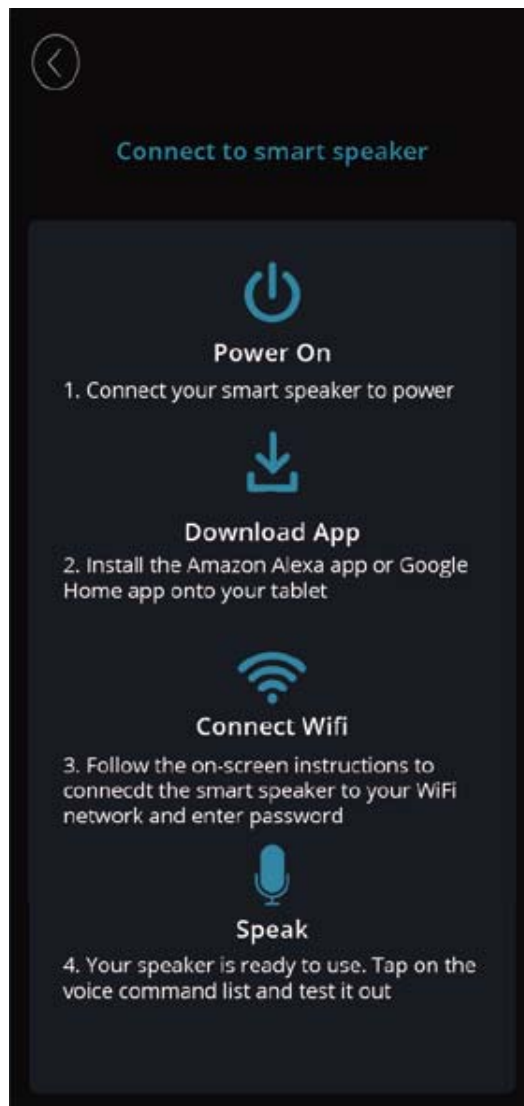 Connect to smart speaker
Power On
1. Connect your smart speaker to power
Download App
2. Install the Amazon Alexa app or Google
Home app onto your tablet
Connect Wifi
3. Follow the on-screen instructions to
connecdt the smart speaker to your WiFi
network and enter password
Speak
4. Your speaker is ready to use. Tap on the
voice command list and test it out